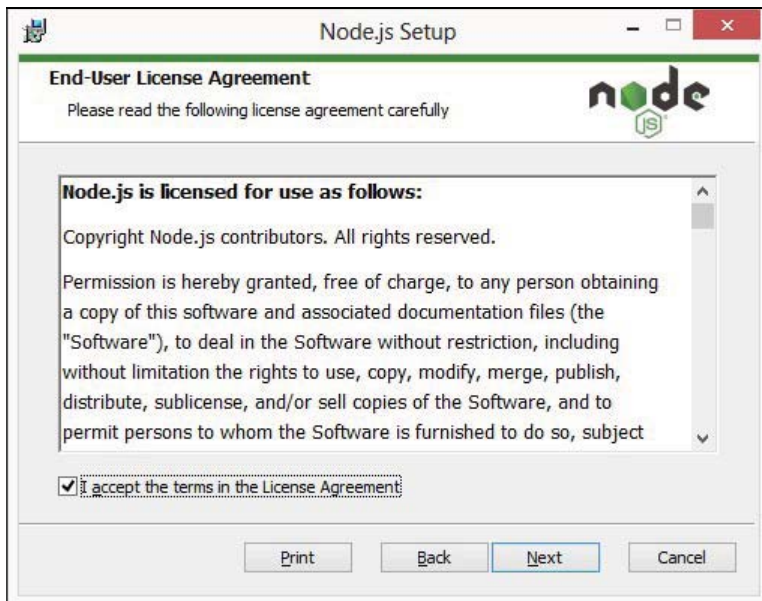 Node.js Setup
End-User License Agreement
Please read the following license agreement carefully
node
JS
Node.js is licensed for use as follows:
Copyright Node.js contributors. All rights reserved.
Permission is hereby granted, free of charge, to any person obtaining
a copy of this software and associated documentation files (the
"Software"), to deal in the Software without restriction, including
without limitation the rights to use, copy, modify, merge, publish,
distribute, sublicense, and/or sell copies of the Software, and to
permit persons to whom the Software is furnished to do so, subject
I accept the terms in the License Agreement
Print Back Next Cancel